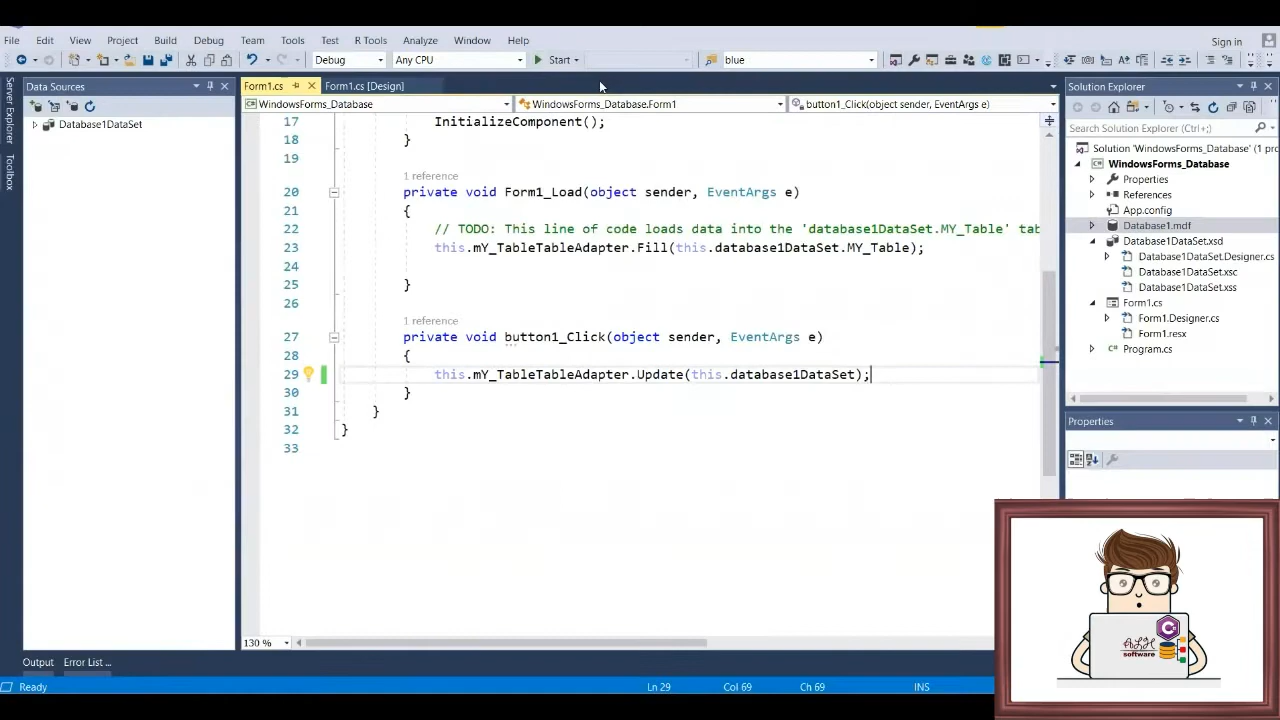 File Edit View Project Build Debug Team Tools Test R Tools Analyze Window Help
Sign in
Debug Any CPU Start blue
Server Explorer
Toolbox
Data Sources
Database1DataSet
Form1.cs Form1.cs [Design]
WindowsForms_Database WindowsForms_Database.Form1 button1_Click(object sender, EventArgs e)
17 InitializeComponent();
18 }
19
1 reference
20 private void Form1_Load(object sender, EventArgs e)
21 {
22 // TODO: This line of code loads data into the 'database1DataSet.MY_Table' tab
23 this.mY_TableTableAdapter.Fill(this.database1DataSet.MY_Table);
24
25 }
26
1 reference
27 private void button1_Click(object sender, EventArgs e)
28 {
29 this.mY_TableTableAdapter.Update(this.database1DataSet);
30 }
31 }
32 }
33
130 %
Solution Explorer
Search Solution Explorer (Ctrl+;)
Solution 'WindowsForms_Database' (1 pro
WindowsForms_Database
Properties
References
App.config
Database1.mdf
Database1DataSet.xsd
Database1DataSet.Designer.cs
Database1DataSet.xsc
Database1DataSet.xss
Form1.cs
Form1.Designer.cs
Form1.resx
Program.cs
Properties
C#
software
Output Error List ...
Ready Ln 29 Col 69 Ch 69 INS